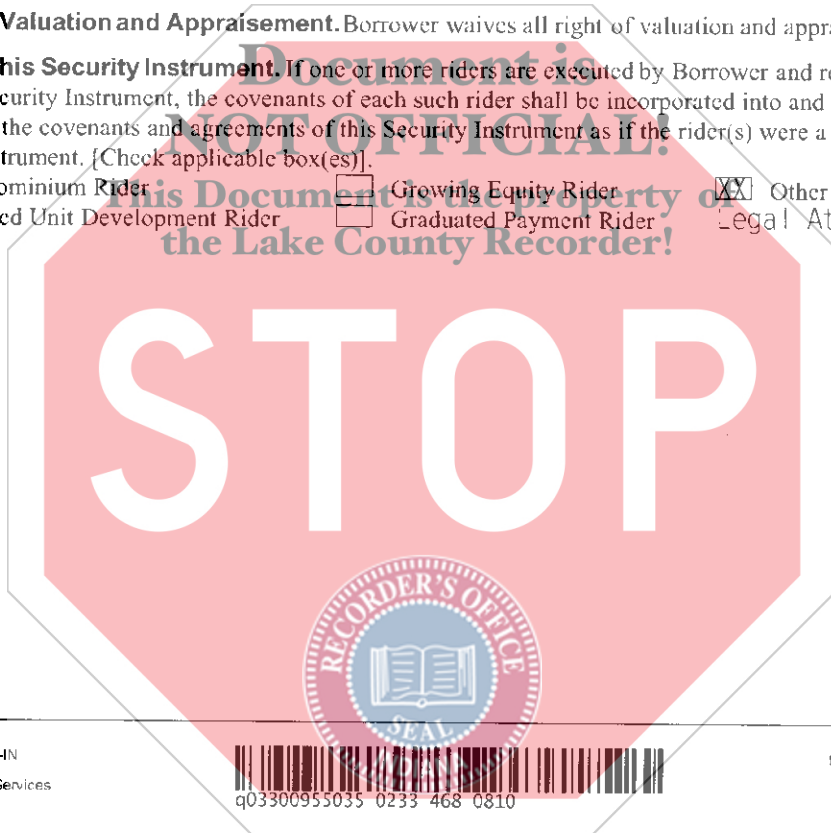 Valuation and Appraisement. Borrower waives all right of valuation and appra
Document is
his Security Instrument. If one or more riders are executed by Borrower and re
curity Instrument, the covenants of each such rider shall be incorporated into and
NOT OFFICIAL!
the covenants and agreements of this Security Instrument as if the rider(s) were a
trument. [Check applicable box(es)].
This Document is the property of
ominium Rider Growing Equity Rider XX Other
ed Unit Development Rider Graduated Payment Rider Legal At
the Lake County Recorder!
STOP
RECORDER'S OFFICE
SEAL
INDIANA
-IN
Services
q03300955035 0233 468 0810